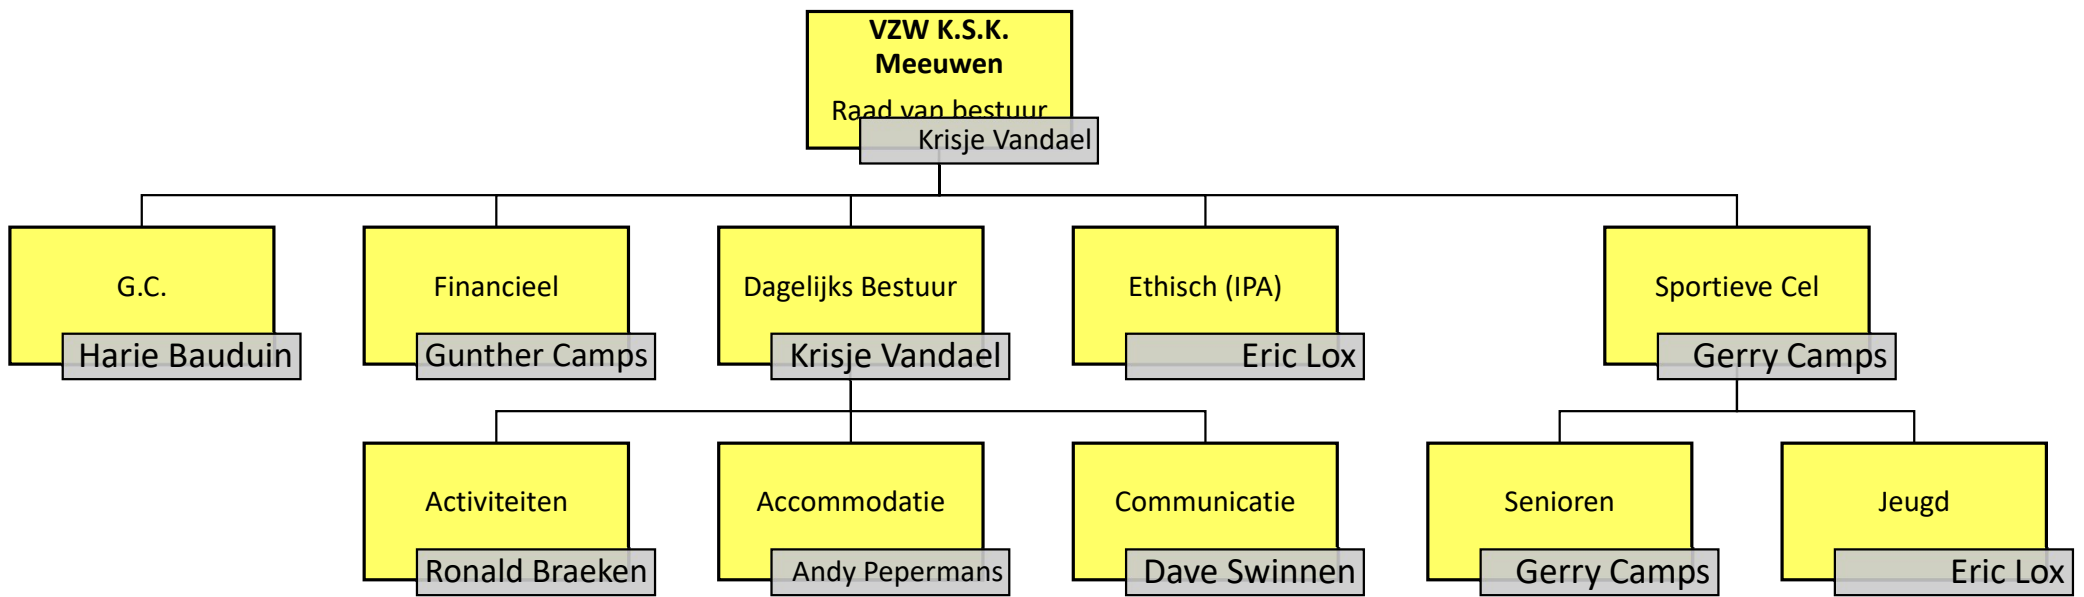 VZW K.S.K.
Meeuwen
Raad van bestuur
Krisje Vandael
G.C.
Harie Bauduin
Financieel
Gunther Camps
Dagelijks Bestuur
Krisje Vandael
Ethisch (IPA)
Eric Lox
Sportieve Cel
Gerry Camps
Activiteiten
Ronald Braeken
Accommodatie
Andy Pepermans
Communicatie
Dave Swinnen
Senioren
Gerry Camps
Jeugd
Eric Lox